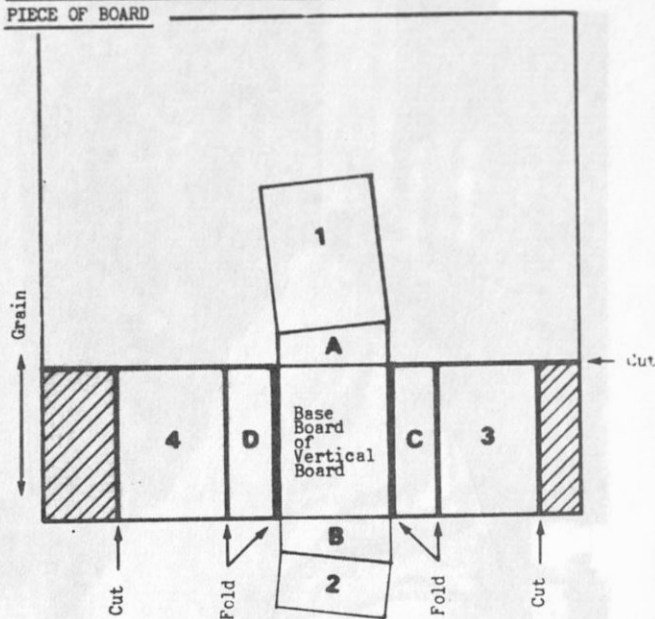 PIECE OF BOARD
1
Grain
A
Cut
4
D
Base
Board
of
Vertical
Board
C
3
B
2
Cut
Fold
Fold
Cut